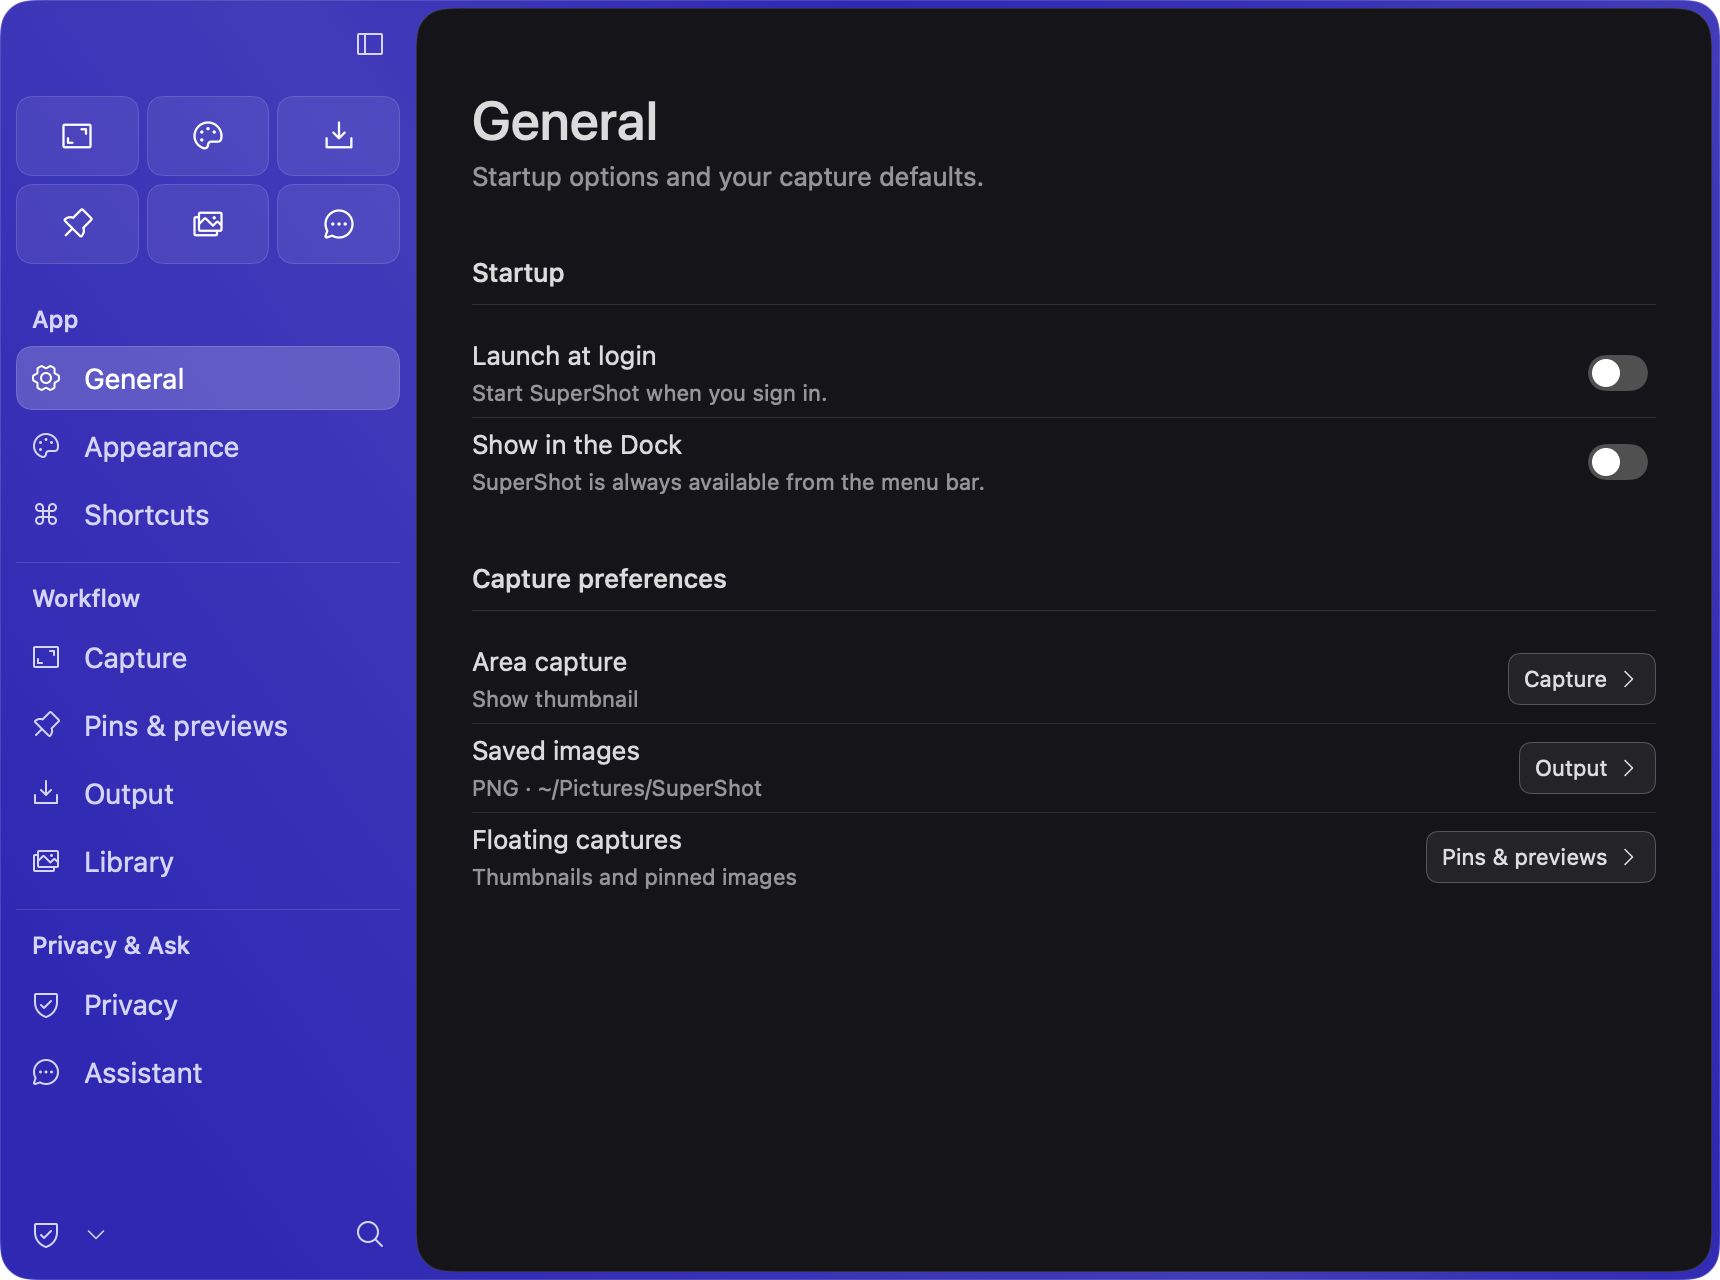 App
General
Appearance
Shortcuts
Workflow
Capture
Pins & previews
Output
Library
Privacy & Ask
Privacy
Assistant
General
Startup options and your capture defaults.
Startup
Launch at login
Start SuperShot when you sign in.
Show in the Dock
SuperShot is always available from the menu bar.
Capture preferences
Area capture
Show thumbnail
Capture
Saved images
PNG · ~/Pictures/SuperShot
Output
Floating captures
Thumbnails and pinned images
Pins & previews